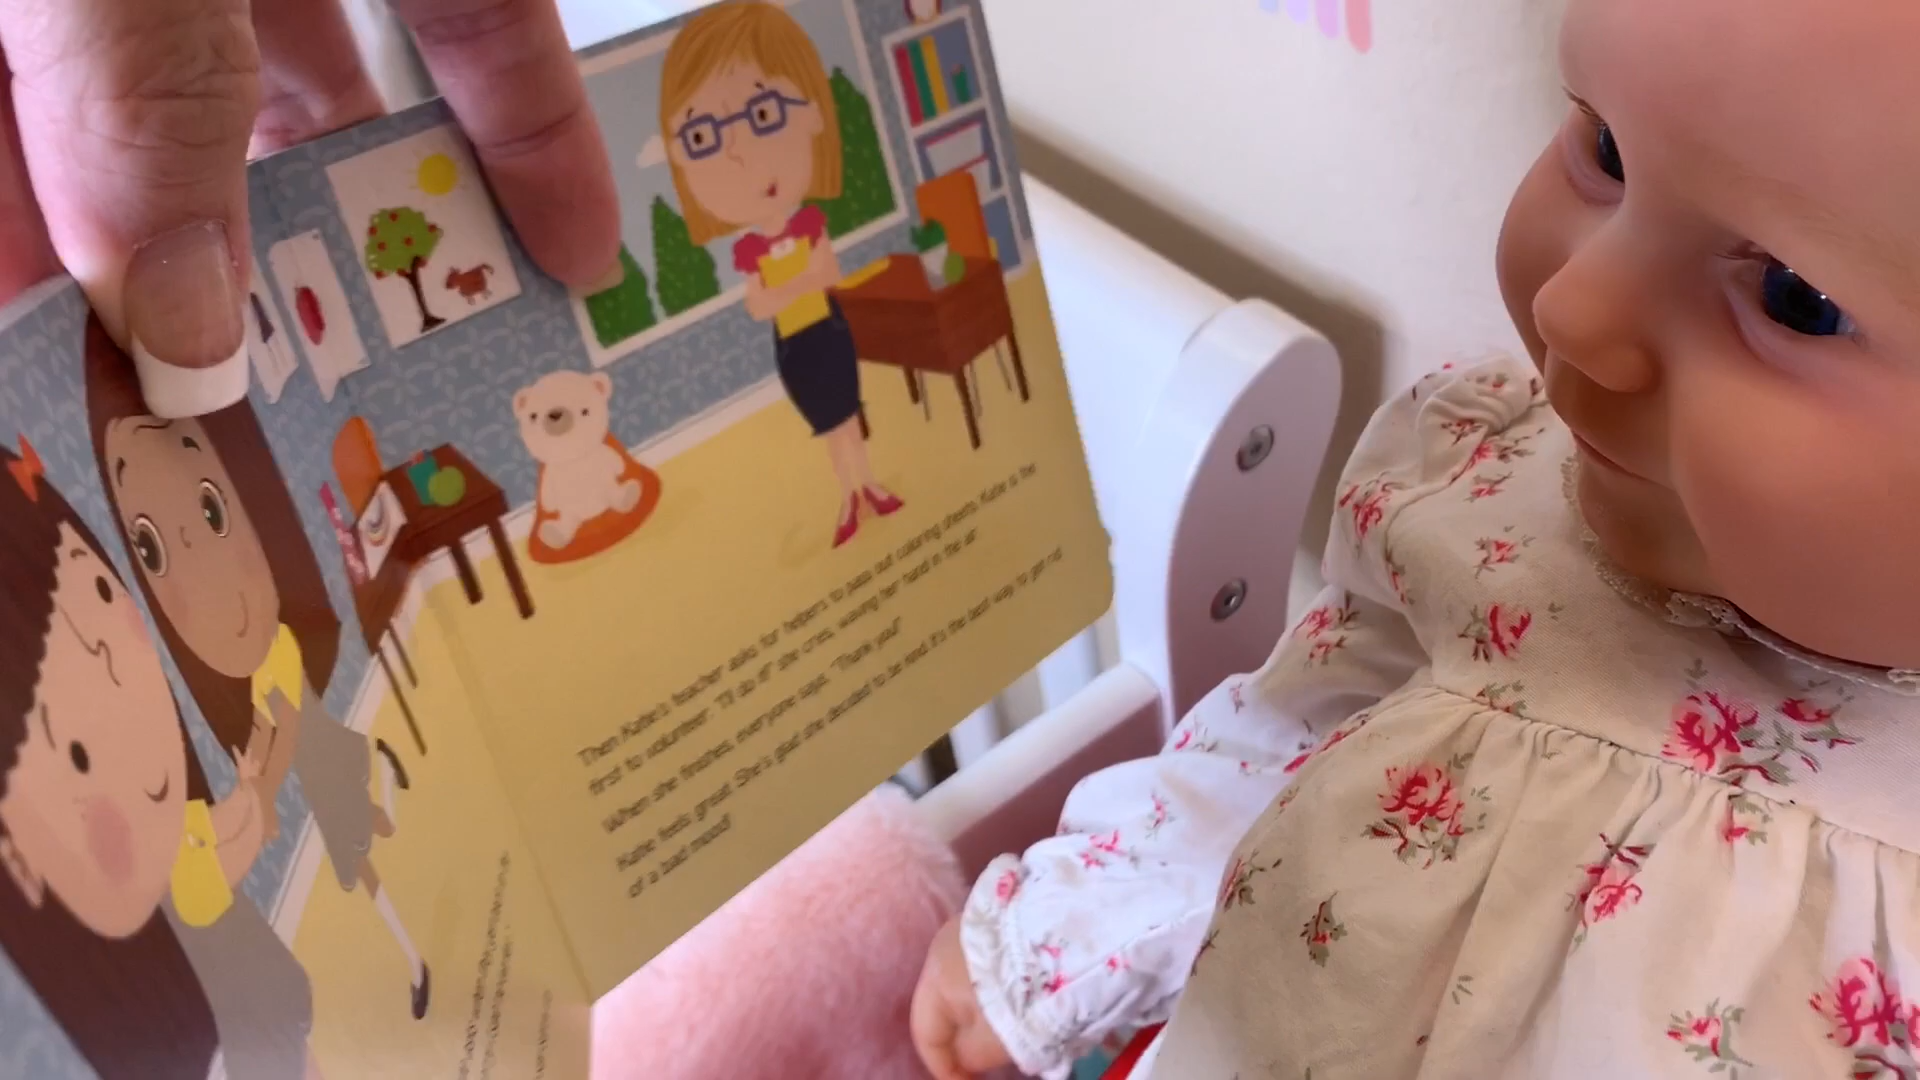 Then Katie's teacher asks for helpers to pass out coloring sheets. Katie is the
first to volunteer. "I'll do it!" she cries, waving her hand in the air.
When she finishes, everyone says, "Thank you!"
Katie feels great. She's glad she decided to be kind. It's the best way to get rid
of a bad mood!